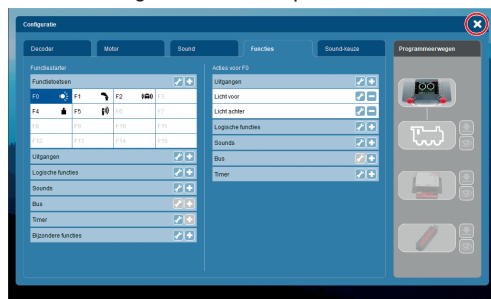 Configuratie
Decoder
Motor
Sound
Functies
Sound-keuze
Programmeerwegen
Functiestarter
Functietoetsen
F0
F1
F2
F3
F4
F5
F6
F7
F8
F9
F10
F11
F12
F13
F14
F15
Uitgangen
Logische functies
Sounds
Bus
Timer
Bijzondere functies
Acties voor F0
Uitgangen
Licht voor
Licht achter
Logische functies
Sounds
Bus
Timer